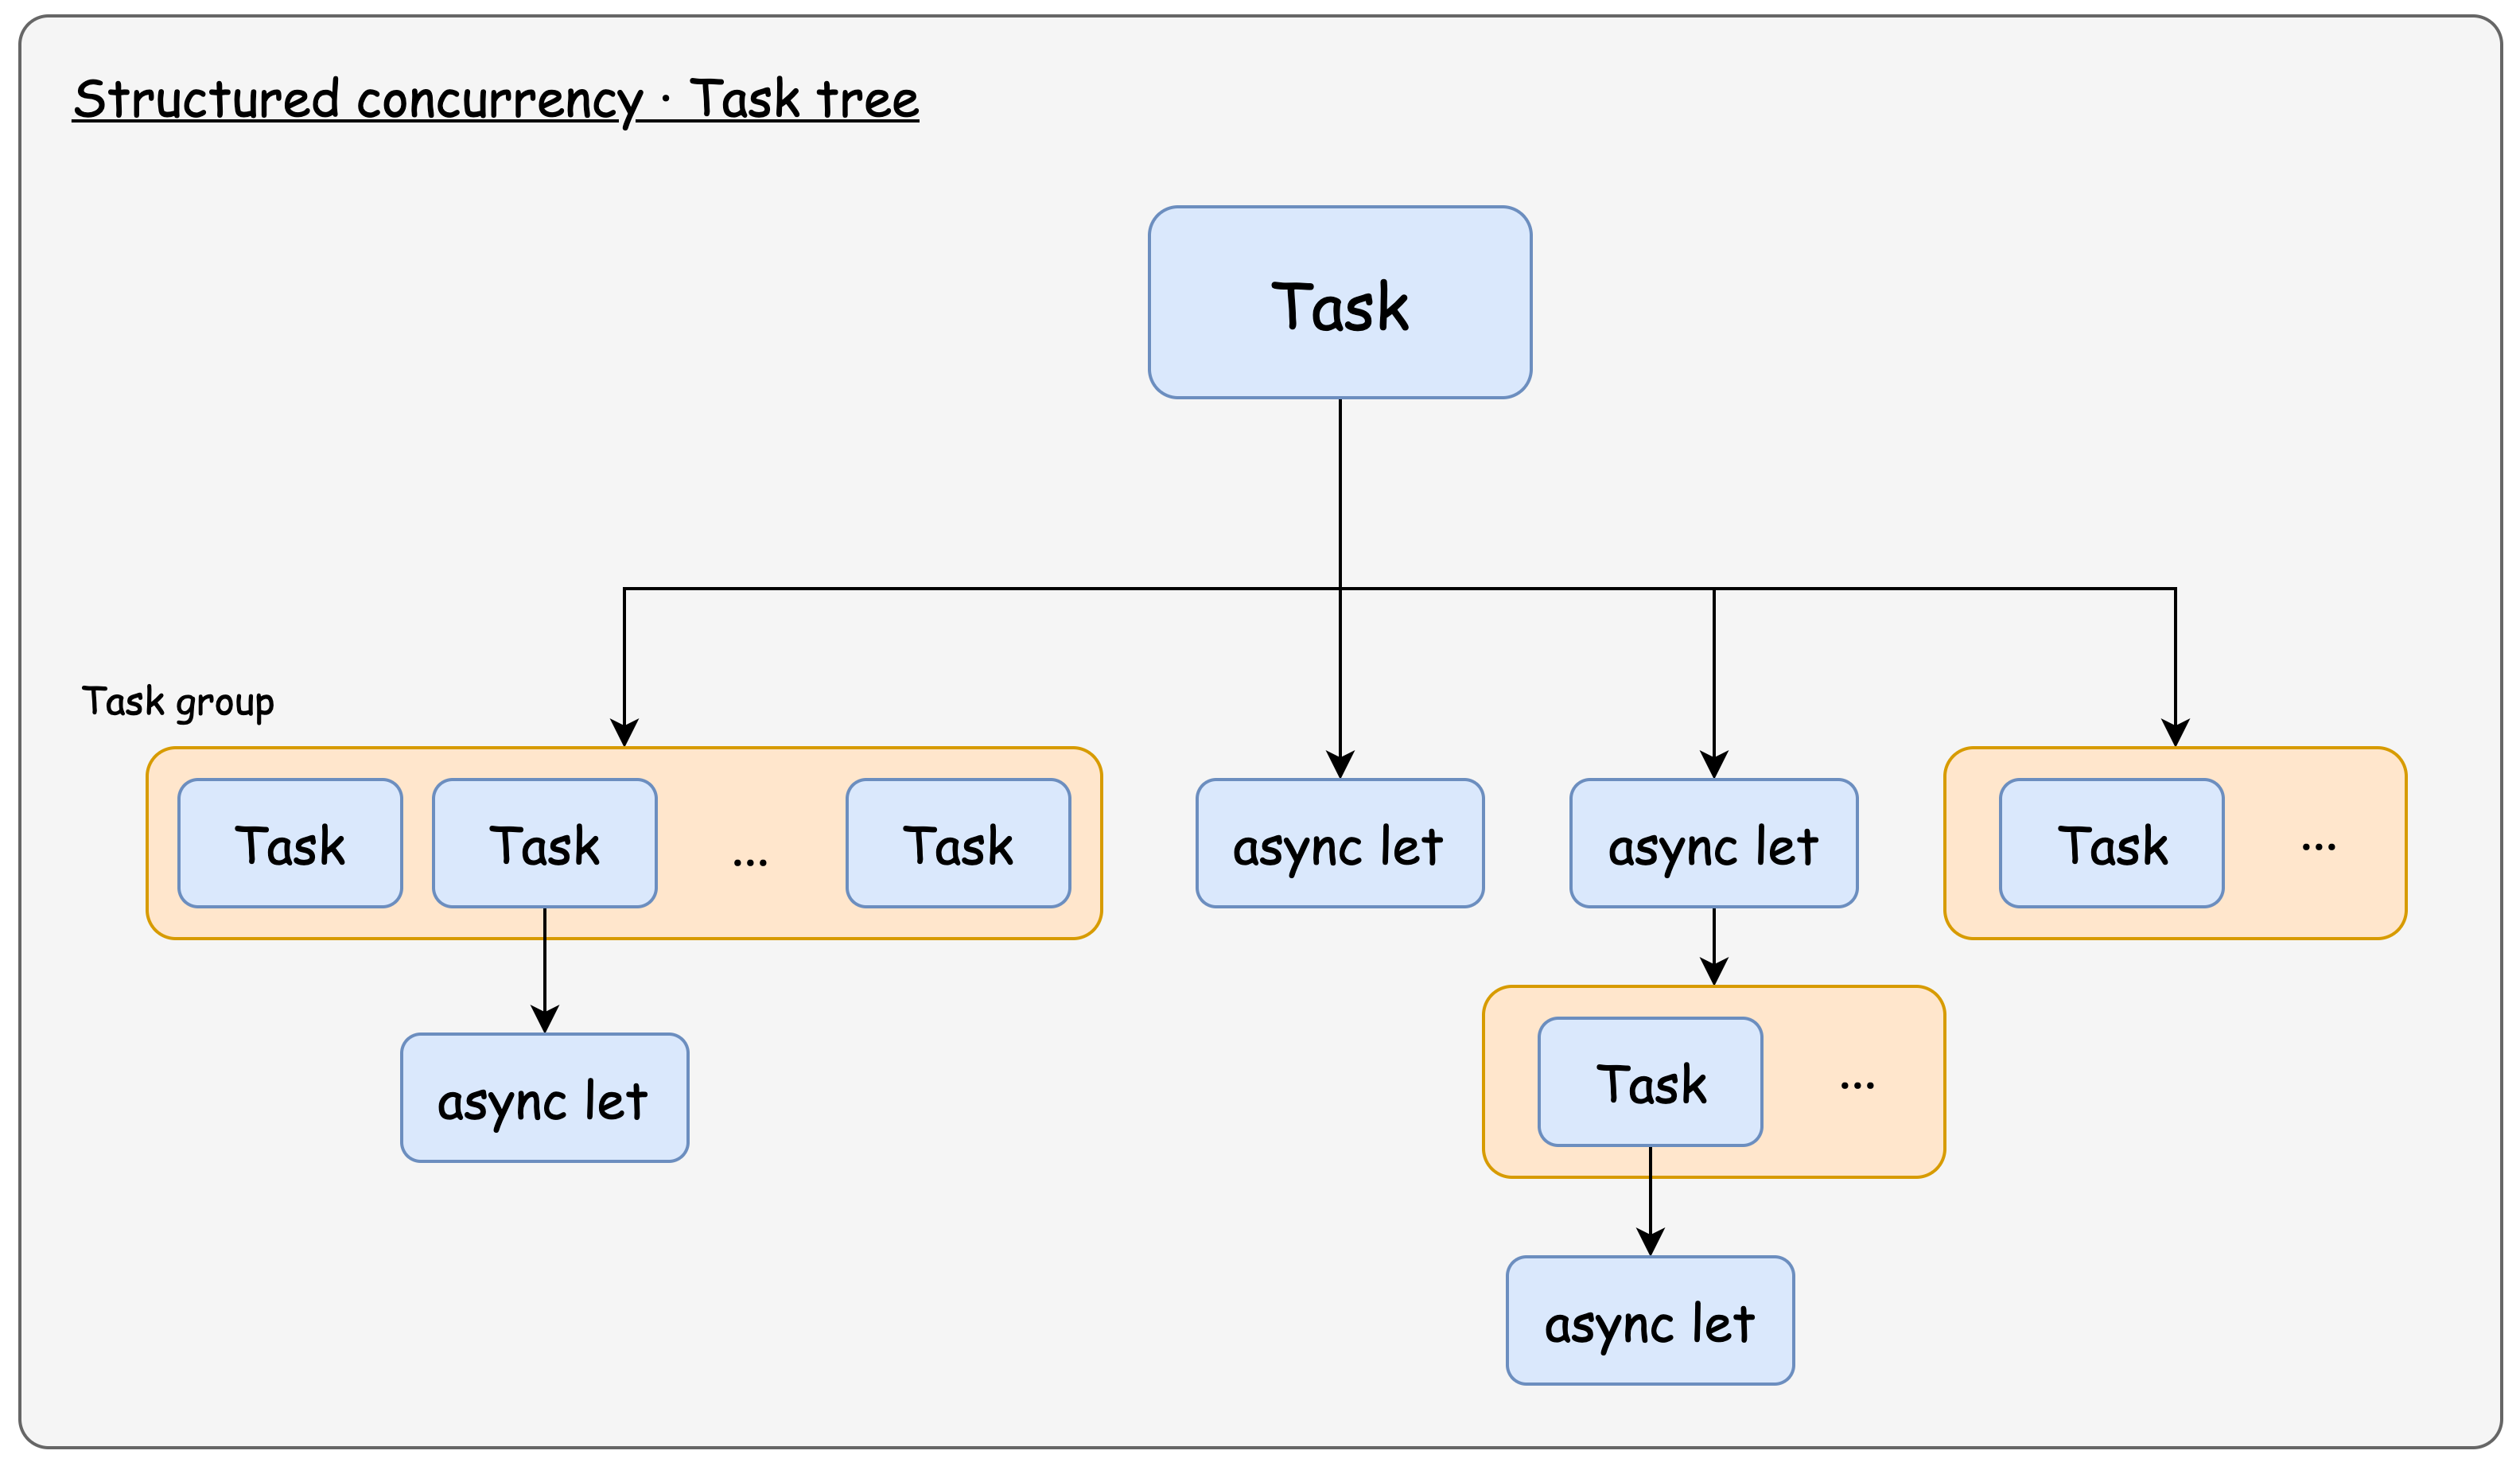 Structured concurrency · Task tree
Task
Task group
Task
Task
...
Task
async let
async let
Task
...
async let
Task
...
async let